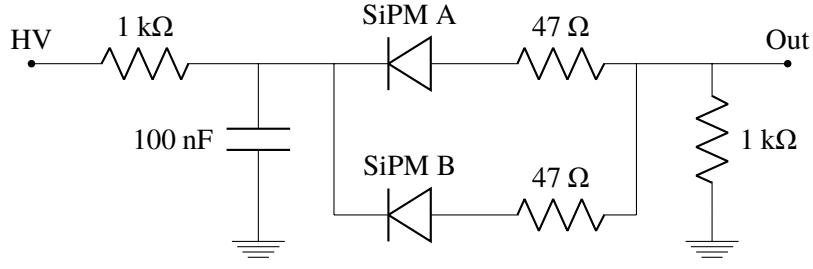 SiPM A
1 kΩ
47 Ω
HV
Out
100 nF
1 kΩ
SiPM B
47 Ω